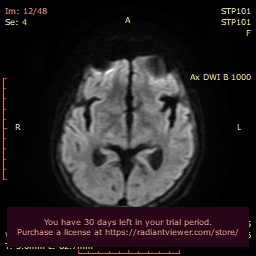 Im: 12/48
Se: 4
A
STP101
STP101
F
Ax DWI B 1000
R
L
You have 30 days left in your trial period.
Purchase a license at https://radiantviewer.com/store/